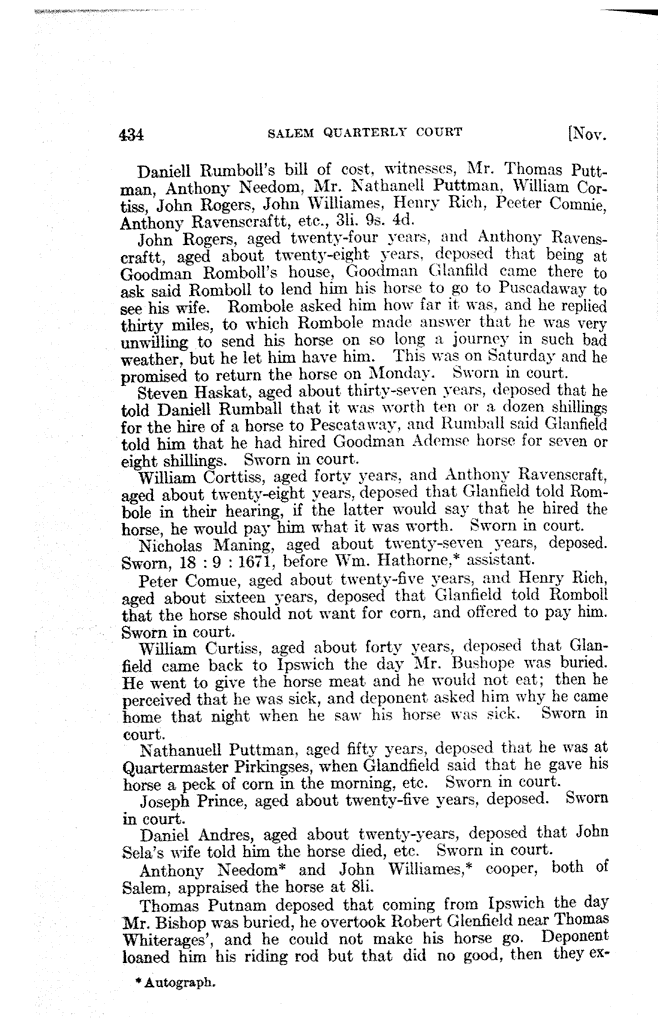 434 SALEM QUARTERLY COURT [Nov.
Daniell Rumboll's bill of cost, witnesses, Mr. Thomas Putt-
man, Anthony Needom, Mr. Nathanell Puttman, William Cor-
tiss, John Rogers, John Williames, Henry Rich, Peeter Comnie,
Anthony Ravenscraftt, etc., 3li. 9s. 4d.
John Rogers, aged twenty-four years, and Anthony Ravens-
craftt, aged about twenty-eight years, deposed that being at
Goodman Romboll's house, Goodman Glanfild came there to
ask said Romboll to lend him his horse to go to Puscadaway to
see his wife. Rombole asked him how far it was, and he replied
thirty miles, to which Rombole made answer that he was very
unwilling to send his horse on so long a journey in such bad
weather, but he let him have him. This was on Saturday and he
promised to return the horse on Monday. Sworn in court.
Steven Haskat, aged about thirty-seven years, deposed that he
told Daniell Rumball that it was worth ten or a dozen shillings
for the hire of a horse to Pescataway, and Rumball said Glanfield
told him that he had hired Goodman Ademse horse for seven or
eight shillings. Sworn in court.
William Corttiss, aged forty years, and Anthony Ravenscraft,
aged about twenty-eight years, deposed that Glanfield told Rom-
bole in their hearing, if the latter would say that he hired the
horse, he would pay him what it was worth. Sworn in court.
Nicholas Maning, aged about twenty-seven years, deposed.
Sworn, 18 : 9 : 1671, before Wm. Hathorne,* assistant.
Peter Comue, aged about twenty-five years, and Henry Rich,
aged about sixteen years, deposed that Glanfield told Romboll
that the horse should not want for corn, and offered to pay him.
Sworn in court.
William Curtiss, aged about forty years, deposed that Glan-
field came back to Ipswich the day Mr. Bushope was buried.
He went to give the horse meat and he would not eat; then he
perceived that he was sick, and deponent asked him why he came
home that night when he saw his horse was sick. Sworn in
court.
Nathanuell Puttman, aged fifty years, deposed that he was at
Quartermaster Pirkingses, when Glandfield said that he gave his
horse a peck of corn in the morning, etc. Sworn in court.
Joseph Prince, aged about twenty-five years, deposed. Sworn
in court.
Daniel Andres, aged about twenty-years, deposed that John
Sela's wife told him the horse died, etc. Sworn in court.
Anthony Needom* and John Williames,* cooper, both of
Salem, appraised the horse at 8li.
Thomas Putnam deposed that coming from Ipswich the day
Mr. Bishop was buried, he overtook Robert Glenfield near Thomas
Whiterages', and he could not make his horse go. Deponent
loaned him his riding rod but that did no good, then they ex-
* Autograph.